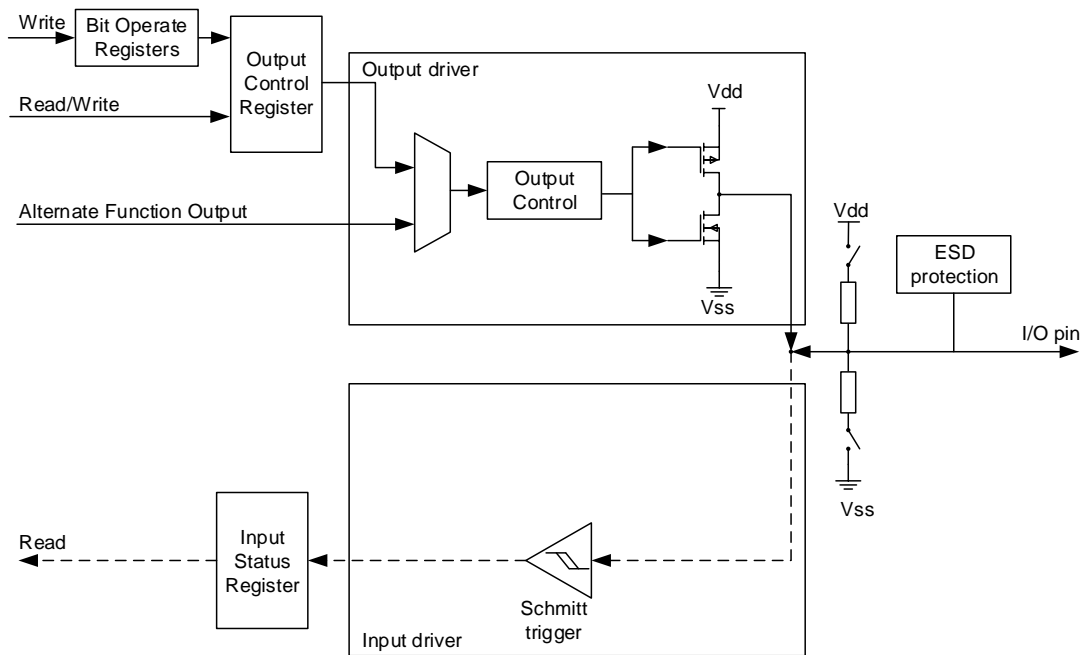 Write
Bit Operate
Registers
Output
Control
Register
Read/Write
Alternate Function Output
Output driver
Output
Control
Vdd
Vss
Vdd
ESD
protection
I/O pin
Vss
Read
Input
Status
Register
Schmitt
trigger
Input driver